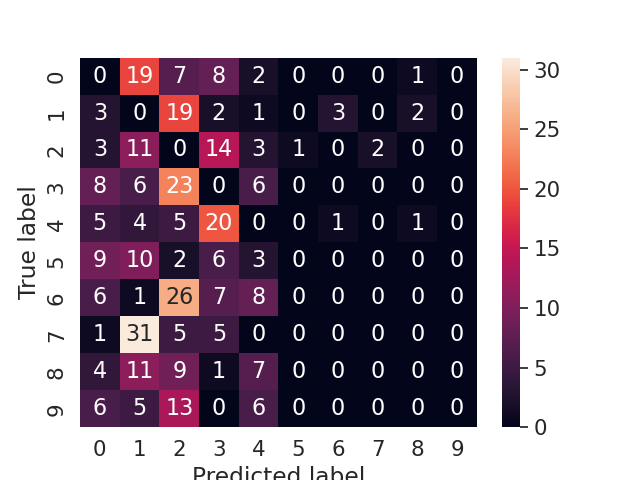 0 0 19 7 8 2 0 0 0 1 0
1 3 0 19 2 1 0 3 0 2 0
2 3 11 0 14 3 1 0 2 0 0
3 8 6 23 0 6 0 0 0 0 0
4 5 4 5 20 0 0 1 0 1 0
5 9 10 2 6 3 0 0 0 0 0
6 6 1 26 7 8 0 0 0 0 0
7 1 31 5 5 0 0 0 0 0 0
8 4 11 9 1 7 0 0 0 0 0
9 6 5 13 0 6 0 0 0 0 0
0 1 2 3 4 5 6 7 8 9
True label
Predicted label
30
25
20
15
10
5
0